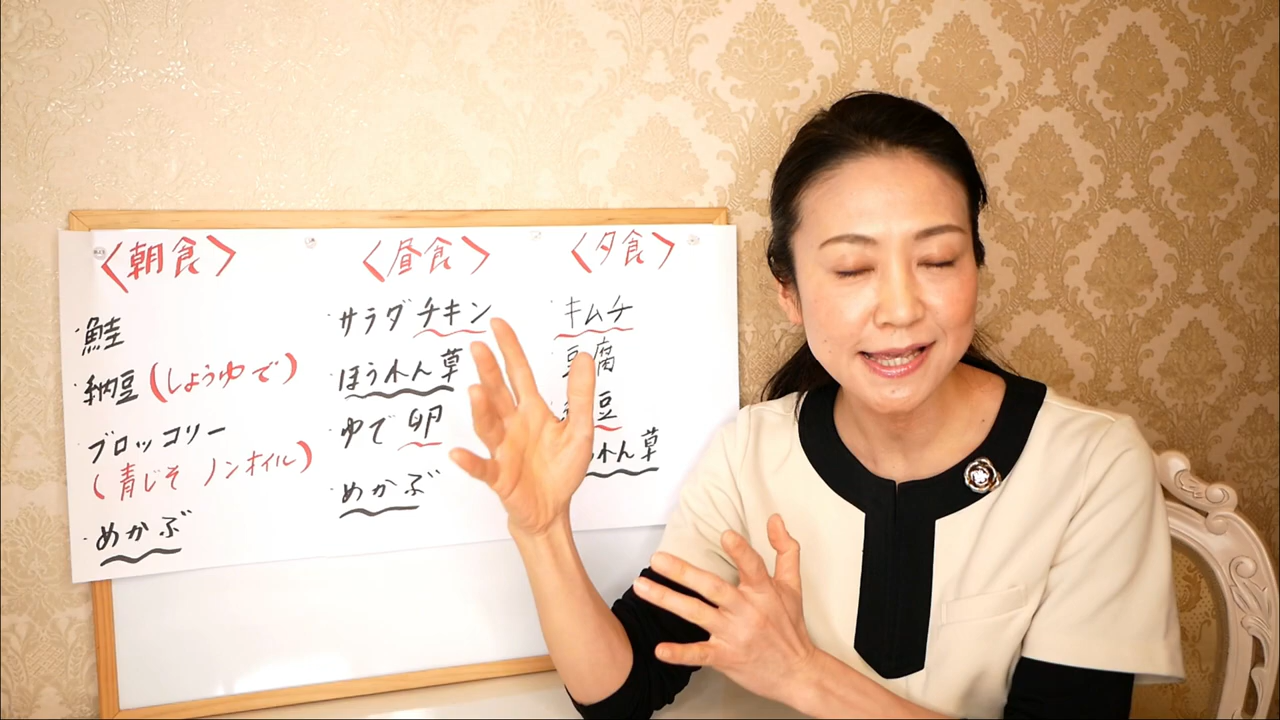 〈朝食〉
・鮭
・納豆(しょうゆで)
・ブロッコリー
(青じそ ノンオイル)
・めかぶ
〈昼食〉
・サラダチキン
・ほうれん草
・ゆで卵
・めかぶ
〈夕食〉
・キムチ
・豆腐
豆
れん草